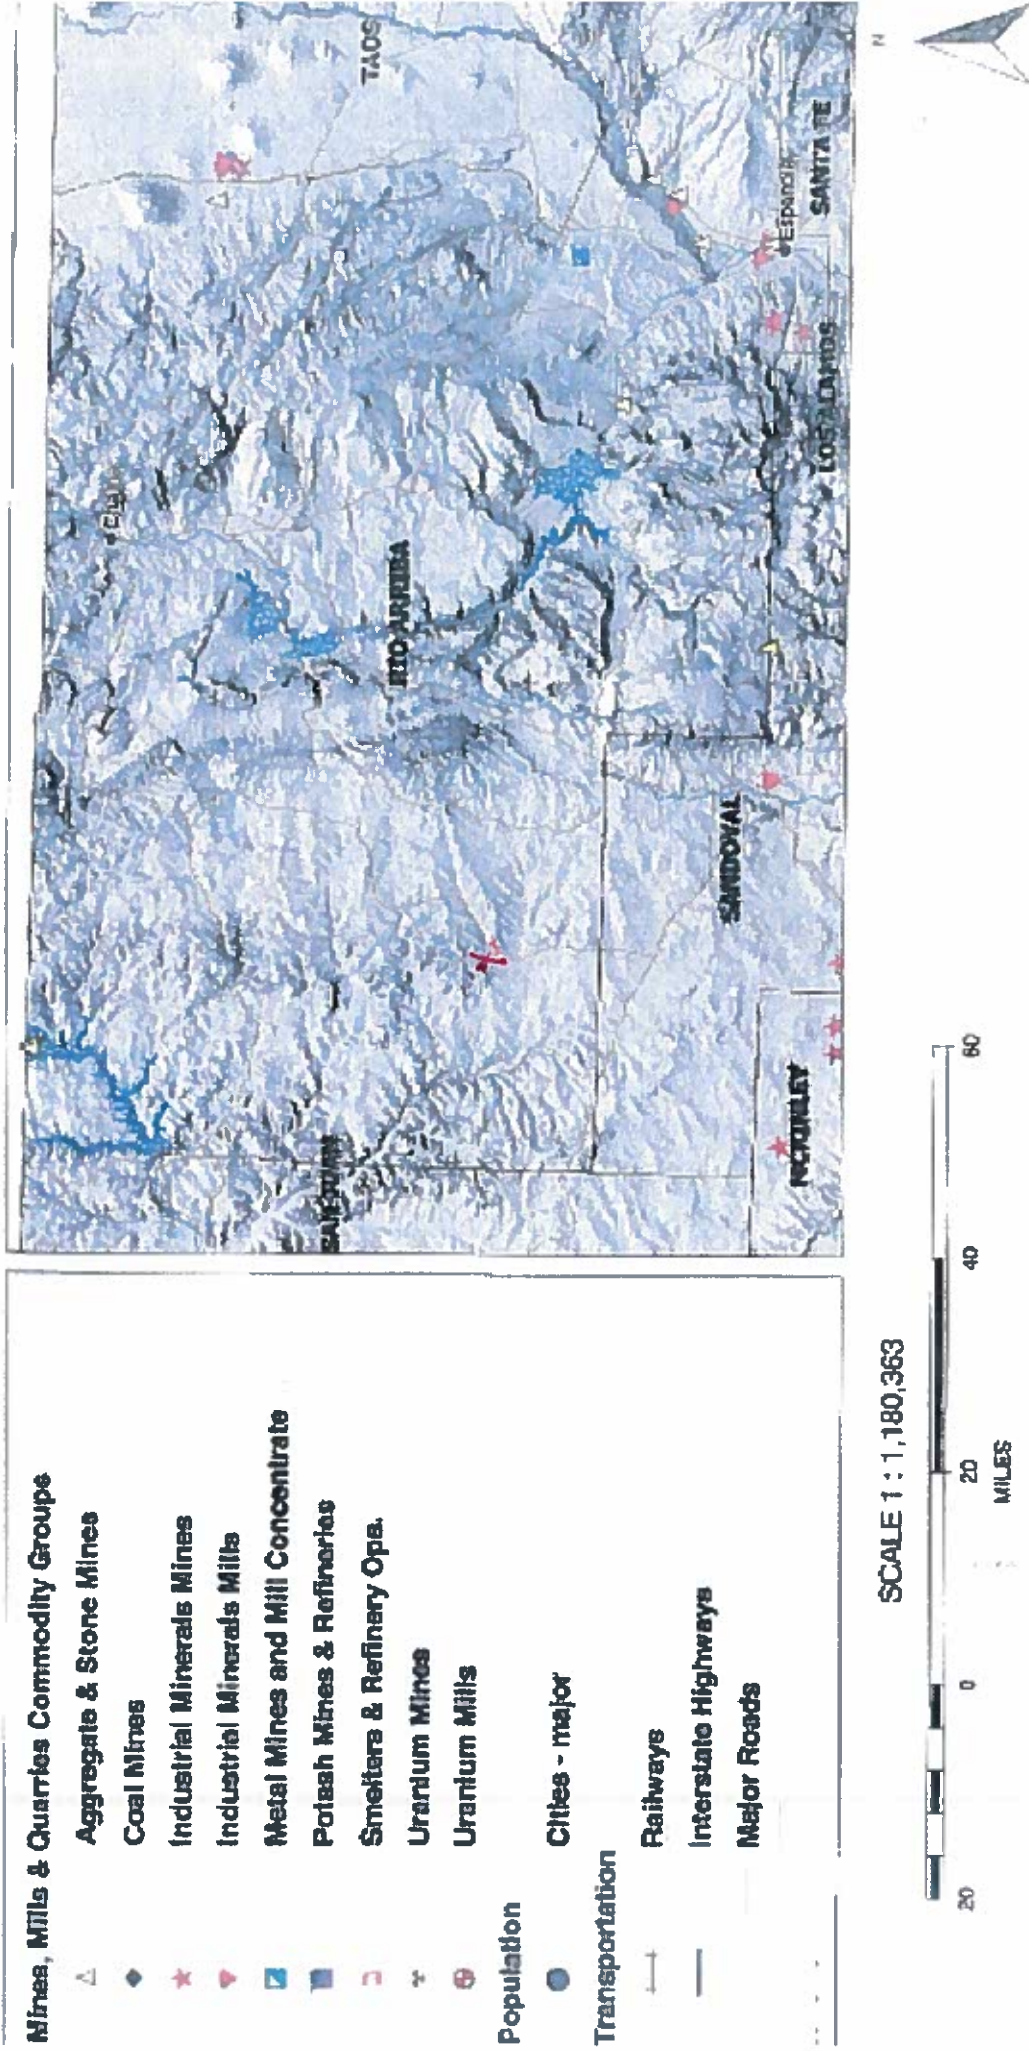 Mines, Mills & Quarries Commodity Groups
Aggregate & Stone Mines
Coal Mines
Industrial Minerals Mines
Industrial Minerals Mills
Metal Mines and Mill Concentrate
Potash Mines & Refineries
Smelters & Refinery Ops.
Uranium Mines
Uranium Mills
Population
Cities - major
Transportation
Railways
Interstate Highways
Major Roads
TAOS
RIO ARRIBA
SAN JUAN
SANDOVAL
MCKINLEY
LOS ALAMOS
SANTA FE
Espanola
N
SCALE 1 : 1,180,363
20 0 20 40 60
MILES